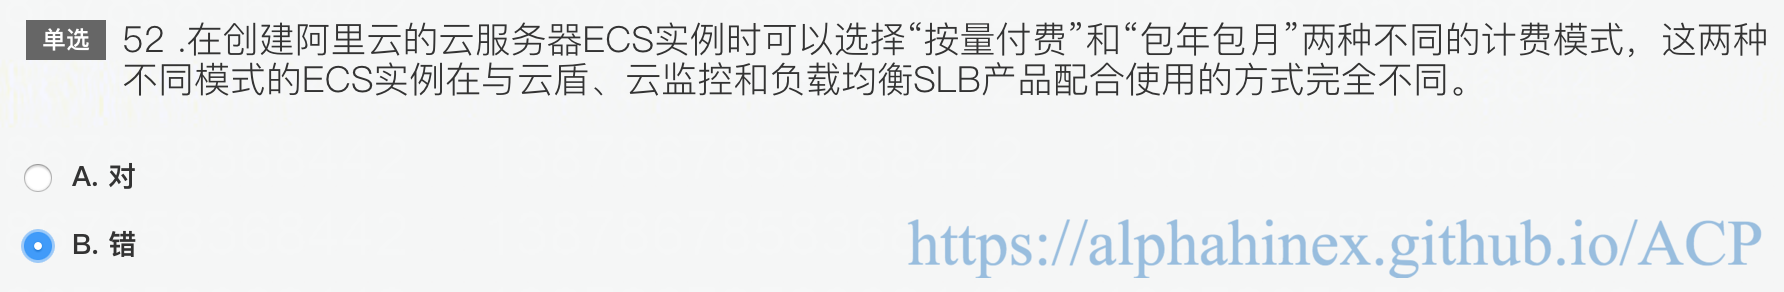 单选 52 .在创建阿里云的云服务器ECS实例时可以选择“按量付费”和“包年包月”两种不同的计费模式，这两种
不同模式的ECS实例在与云盾、云监控和负载均衡SLB产品配合使用的方式完全不同。
A. 对
B. 错
https://alphahinex.github.io/ACP